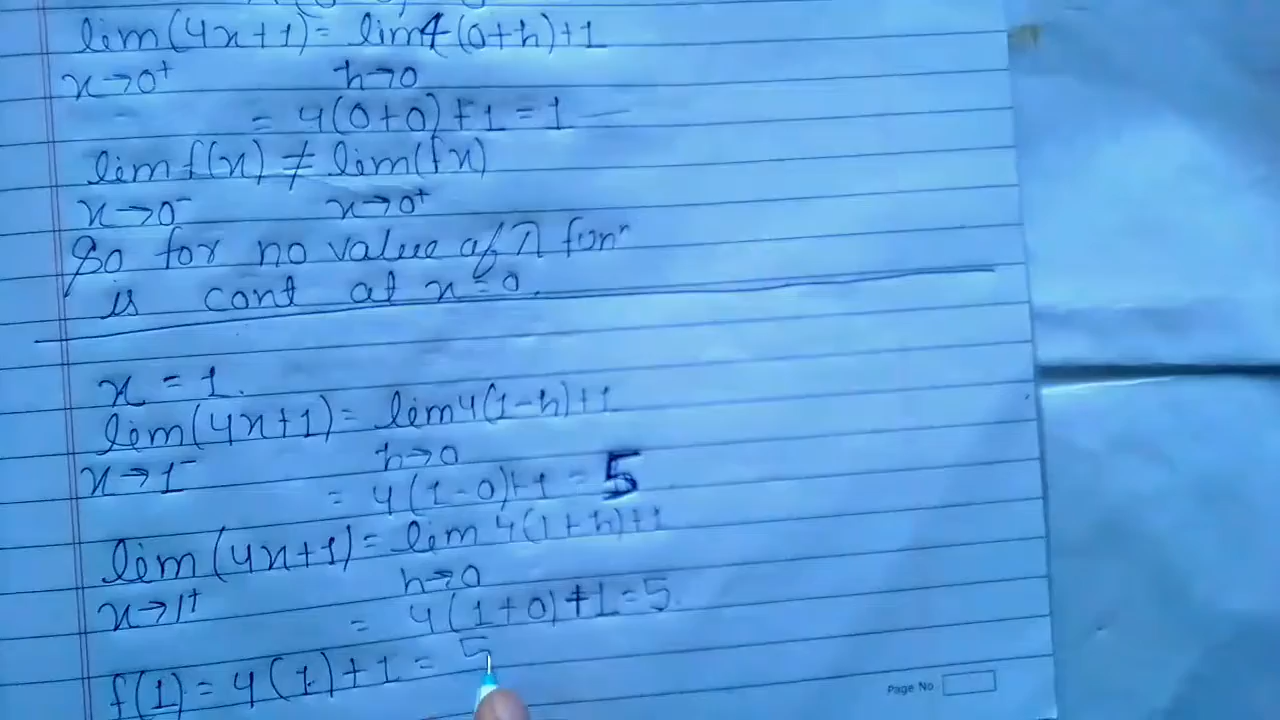 lim(4x+1)= lim4(0+h)+1
x→0⁺ h→0
= 4(0+0)+1=1
lim f(x) ≠ lim(fx)
x→0⁻ x→0⁺
So for no value of λ funⁿ
is cont at x=0.
x = 1.
lim(4x+1)= lim4(1-h)+1
x→1⁻ h→0
= 4(1-0)+1 = 5
lim(4x+1)= lim 4(1+h)+1
x→1⁺ h→0
= 4(1+0)+1=5.
f(1)= 4(1)+1 = 5
Page No